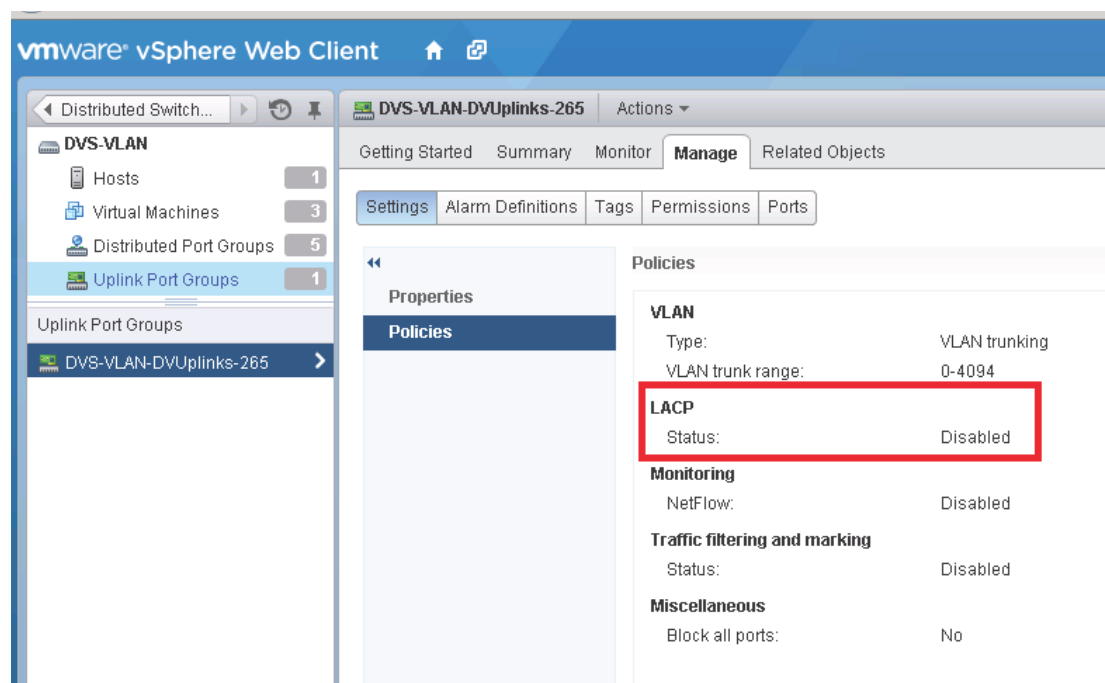 vmware® vSphere Web Client
Distributed Switch...
DVS-VLAN
Hosts 1
Virtual Machines 3
Distributed Port Groups 5
Uplink Port Groups 1
Uplink Port Groups
DVS-VLAN-DVUplinks-265
DVS-VLAN-DVUplinks-265 Actions
Getting Started Summary Monitor Manage Related Objects
Settings Alarm Definitions Tags Permissions Ports
Properties
Policies
Policies
VLAN
Type: VLAN trunking
VLAN trunk range: 0-4094
LACP
Status: Disabled
Monitoring
NetFlow: Disabled
Traffic filtering and marking
Status: Disabled
Miscellaneous
Block all ports: No